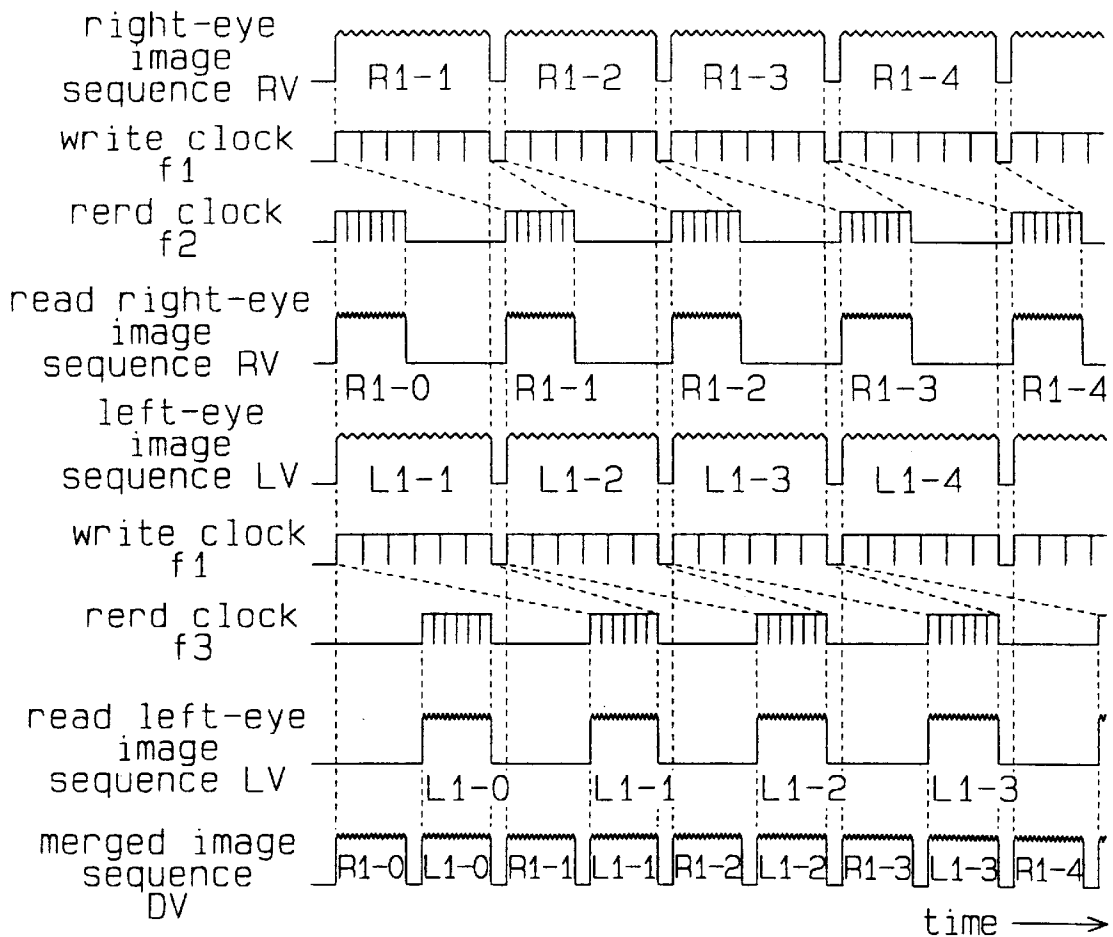 right-eye
image
sequence RV
R1-1 R1-2 R1-3 R1-4
write clock
f1
rerd clock
f2
read right-eye
image
sequence RV
R1-0 R1-1 R1-2 R1-3 R1-4
left-eye
image
sequence LV
L1-1 L1-2 L1-3 L1-4
write clock
f1
rerd clock
f3
read left-eye
image
sequence LV
L1-0 L1-1 L1-2 L1-3
merged image
sequence
DV
R1-0 L1-0 R1-1 L1-1 R1-2 L1-2 R1-3 L1-3 R1-4
time